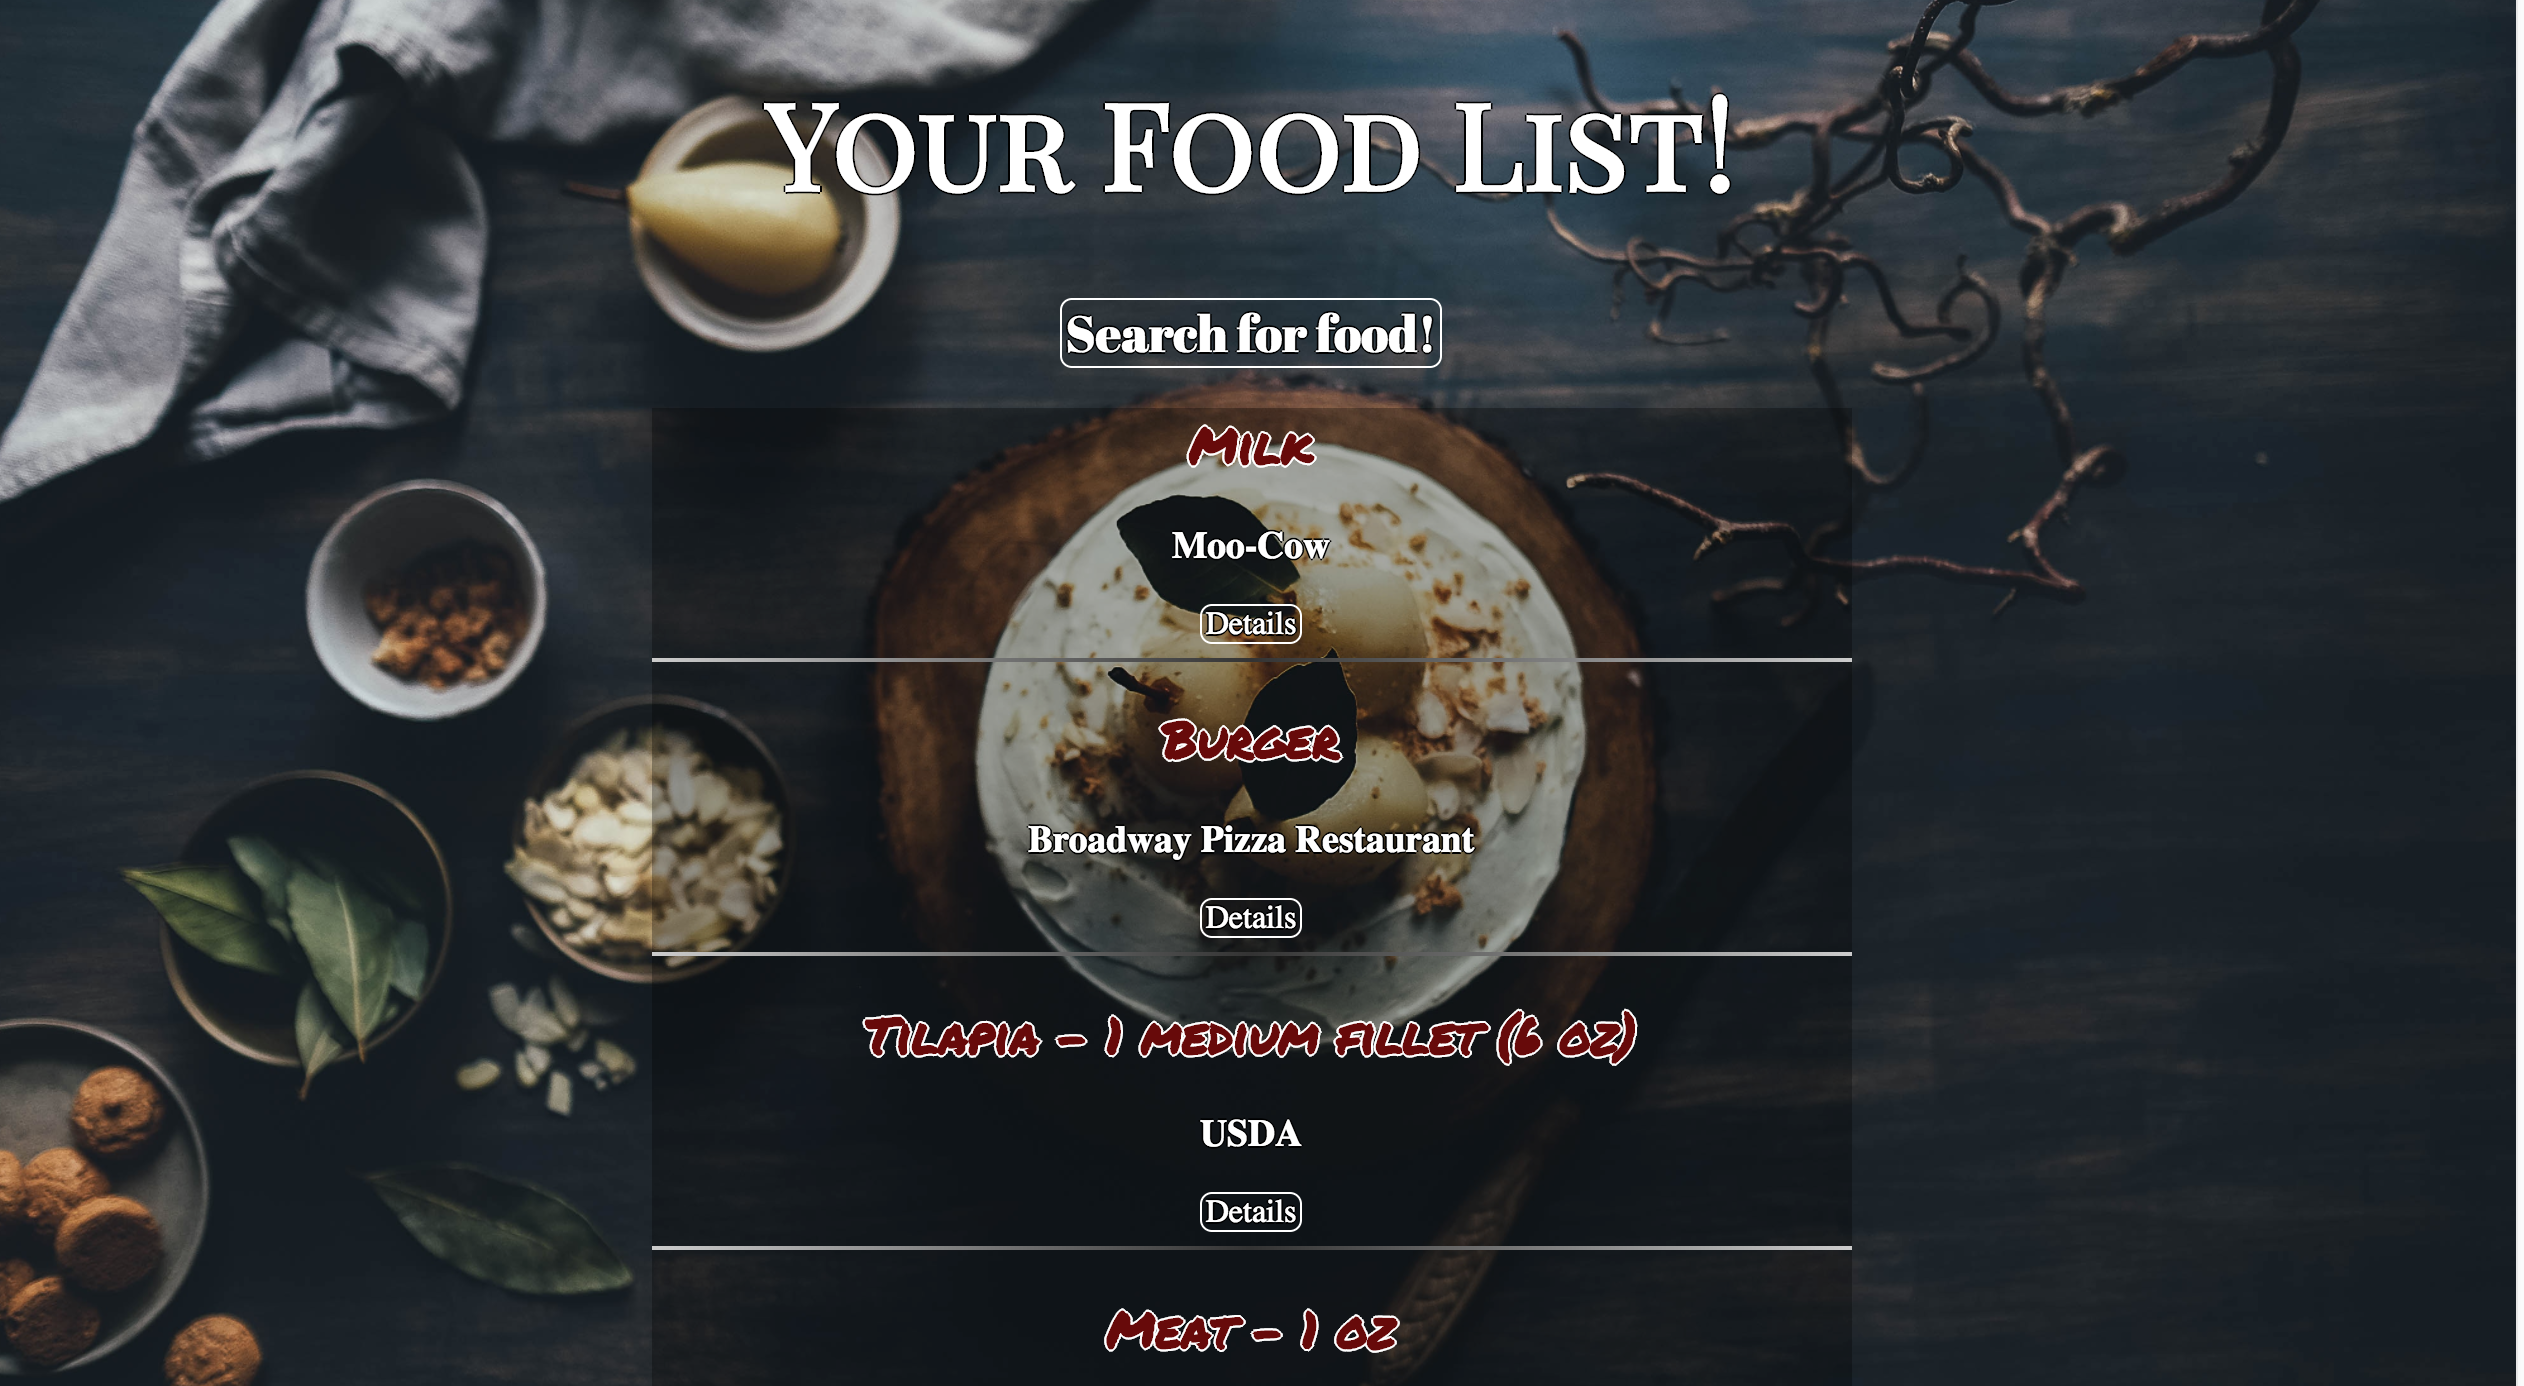 Your Food List!
Search for food!
Milk
Moo-Cow
Details
Burger
Broadway Pizza Restaurant
Details
Tilapia - 1 medium fillet (6 oz)
USDA
Details
Meat - 1 oz